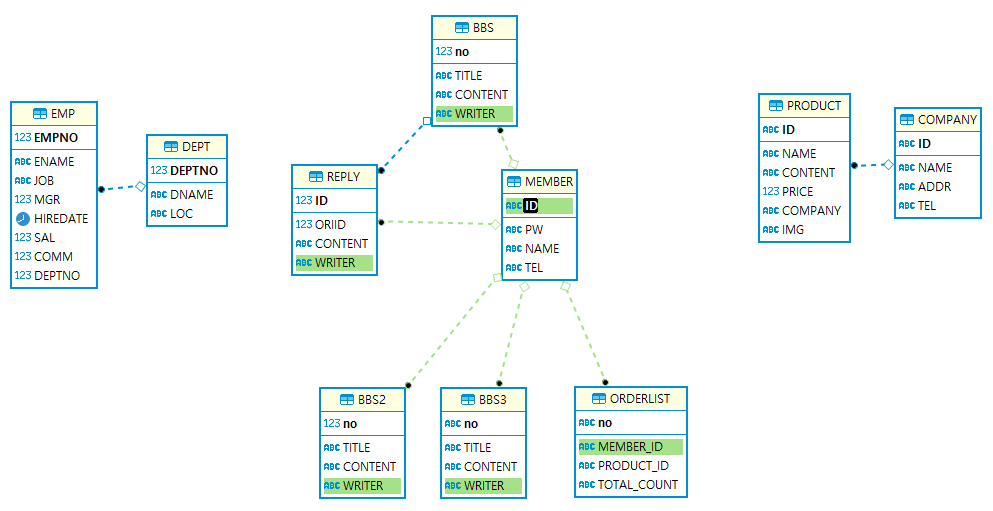 BBS
123 no
ABC TITLE
ABC CONTENT
ABC WRITER
EMP
123 EMPNO
ABC ENAME
ABC JOB
123 MGR
HIREDATE
123 SAL
123 COMM
123 DEPTNO
DEPT
123 DEPTNO
ABC DNAME
ABC LOC
REPLY
123 ID
123 ORIID
ABC CONTENT
ABC WRITER
MEMBER
ABC ID
ABC PW
ABC NAME
ABC TEL
PRODUCT
ABC ID
ABC NAME
ABC CONTENT
123 PRICE
ABC COMPANY
ABC IMG
COMPANY
ABC ID
ABC NAME
ABC ADDR
ABC TEL
BBS2
123 no
ABC TITLE
ABC CONTENT
ABC WRITER
BBS3
ABC no
ABC TITLE
ABC CONTENT
ABC WRITER
ORDERLIST
ABC no
ABC MEMBER_ID
ABC PRODUCT_ID
ABC TOTAL_COUNT